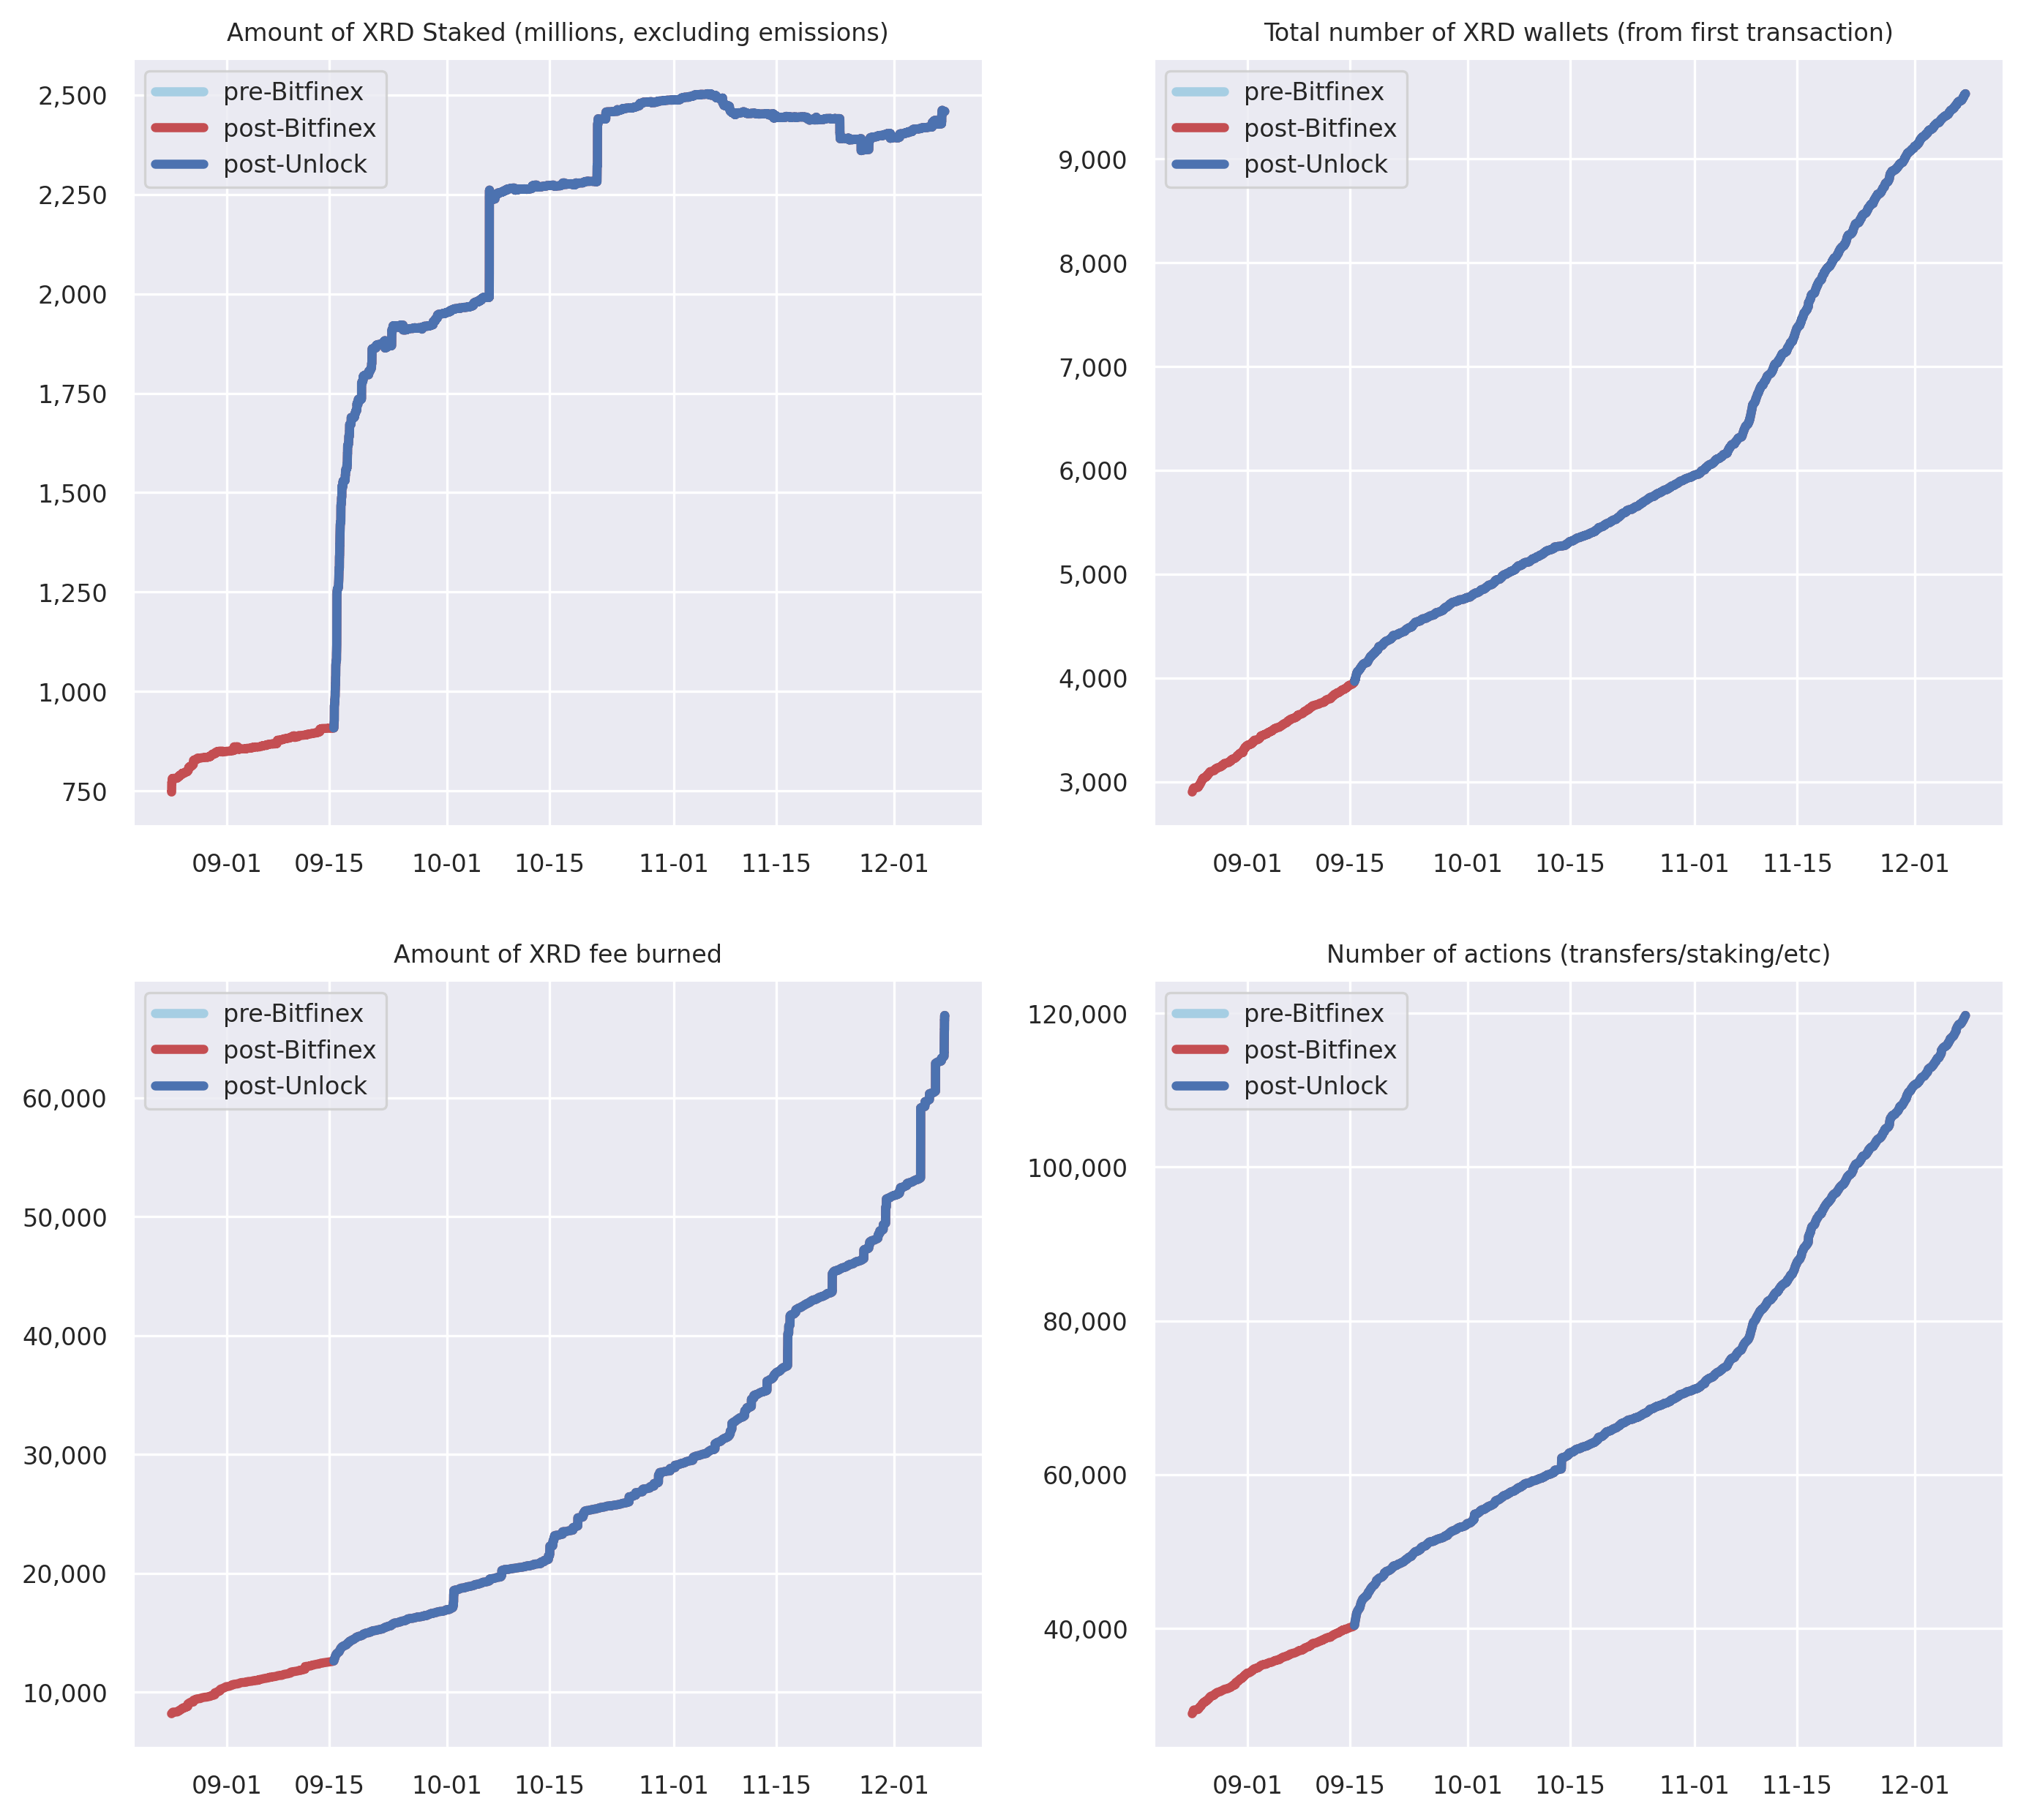 Amount of XRD Staked (millions, excluding emissions)
pre-Bitfinex
post-Bitfinex
post-Unlock
2,500
2,250
2,000
1,750
1,500
1,250
1,000
750
09-01 09-15 10-01 10-15 11-01 11-15 12-01
Total number of XRD wallets (from first transaction)
pre-Bitfinex
post-Bitfinex
post-Unlock
9,000
8,000
7,000
6,000
5,000
4,000
3,000
09-01 09-15 10-01 10-15 11-01 11-15 12-01
Amount of XRD fee burned
pre-Bitfinex
post-Bitfinex
post-Unlock
60,000
50,000
40,000
30,000
20,000
10,000
09-01 09-15 10-01 10-15 11-01 11-15 12-01
Number of actions (transfers/staking/etc)
pre-Bitfinex
post-Bitfinex
post-Unlock
120,000
100,000
80,000
60,000
40,000
09-01 09-15 10-01 10-15 11-01 11-15 12-01